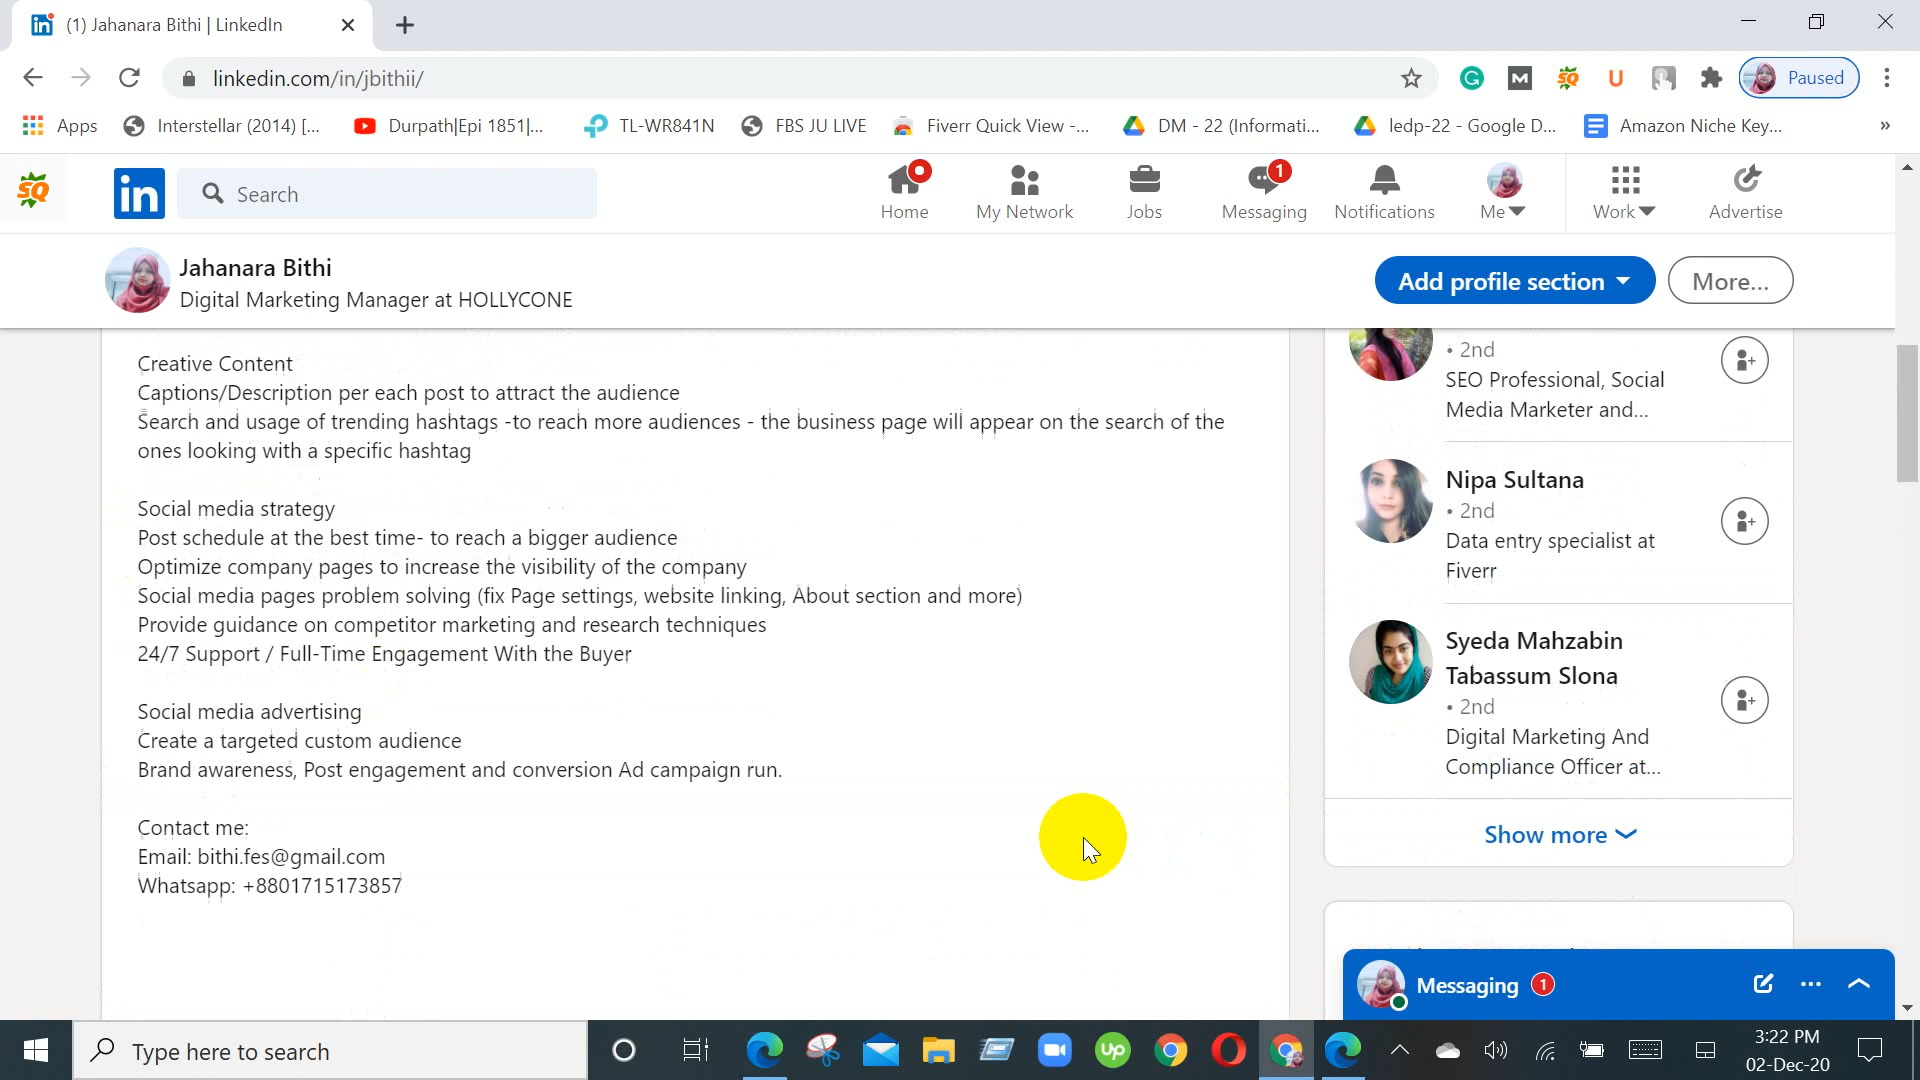 (1) Jahanara Bithi | LinkedIn
linkedin.com/in/jbithii/
Paused
Apps
Interstellar (2014) [...
Durpath|Epi 1851|...
TL-WR841N
FBS JU LIVE
Fiverr Quick View -...
DM - 22 (Informati...
ledp-22 - Google D...
Amazon Niche Key...
»
SQ
in
Search
Home
My Network
Jobs
1
Messaging
Notifications
Me
Work
Advertise
Jahanara Bithi
Digital Marketing Manager at HOLLYCONE
Add profile section
More...
Creative Content
Captions/Description per each post to attract the audience
Search and usage of trending hashtags -to reach more audiences - the business page will appear on the search of the
ones looking with a specific hashtag
Social media strategy
Post schedule at the best time- to reach a bigger audience
Optimize company pages to increase the visibility of the company
Social media pages problem solving (fix Page settings, website linking, About section and more)
Provide guidance on competitor marketing and research techniques
24/7 Support / Full-Time Engagement With the Buyer
Social media advertising
Create a targeted custom audience
Brand awareness, Post engagement and conversion Ad campaign run.
Contact me:
Email: bithi.fes@gmail.com
Whatsapp: +8801715173857
• 2nd
SEO Professional, Social
Media Marketer and...
Nipa Sultana
• 2nd
Data entry specialist at
Fiverr
Syeda Mahzabin
Tabassum Slona
• 2nd
Digital Marketing And
Compliance Officer at...
Show more
Messaging 1
Type here to search
Up
3:22 PM
02-Dec-20